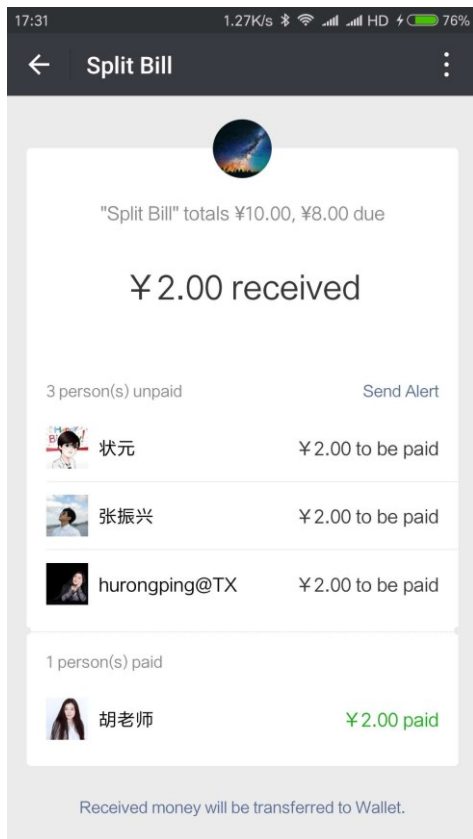 17:31 1.27K/s HD 76%
Split Bill
"Split Bill" totals ¥10.00, ¥8.00 due
¥2.00 received
3 person(s) unpaid Send Alert
状元 ¥2.00 to be paid
张振兴 ¥2.00 to be paid
hurongping@TX ¥2.00 to be paid
1 person(s) paid
胡老师 ¥2.00 paid
Received money will be transferred to Wallet.